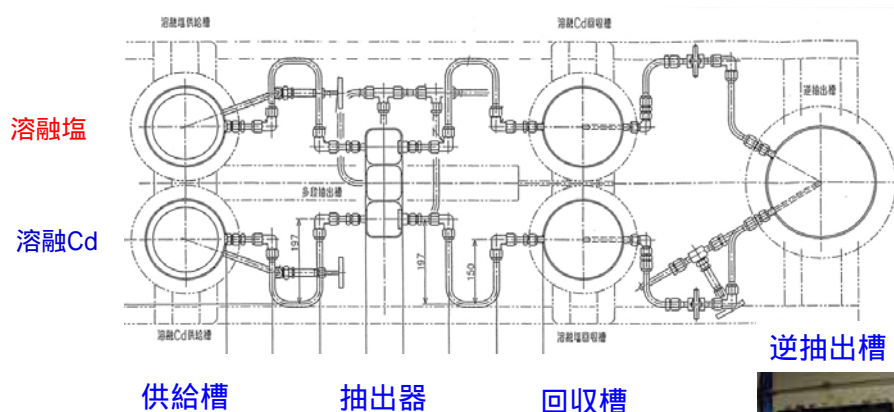 溶融塩供給槽
溶融Cd回収槽
逆抽出槽
溶融塩
多段抽出槽
溶融Cd
197
197
150
溶融Cd供給槽
溶融塩回収槽
逆抽出槽
供給槽
抽出器
回収槽